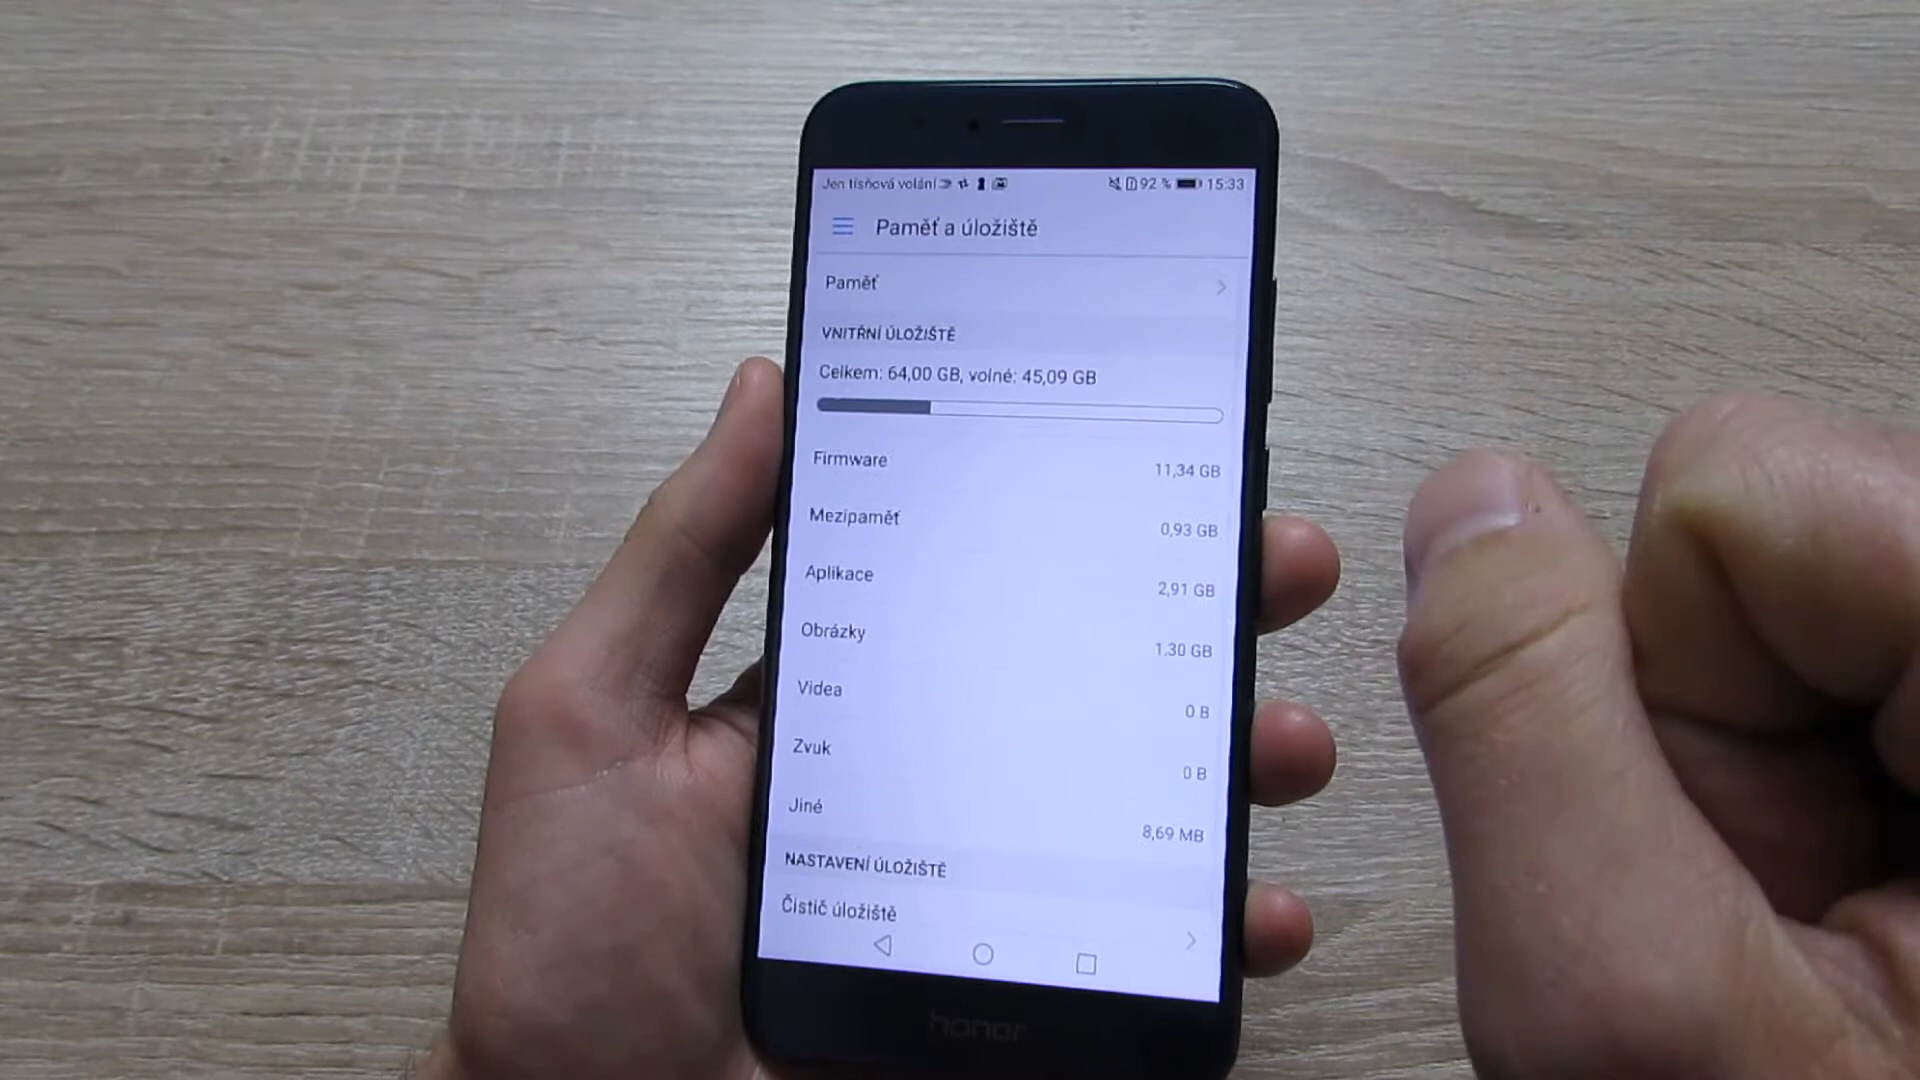 Jen tísňová volání 92 % 15:33
Paměť a úložiště
Paměť
VNITŘNÍ ÚLOŽIŠTĚ
Celkem: 64,00 GB, volné: 45,09 GB
Firmware 11,34 GB
Mezipaměť 0,93 GB
Aplikace 2,91 GB
Obrázky 1,30 GB
Videa 0 B
Zvuk 0 B
Jiné 8,69 MB
NASTAVENÍ ÚLOŽIŠTĚ
Čistič úložiště
honor